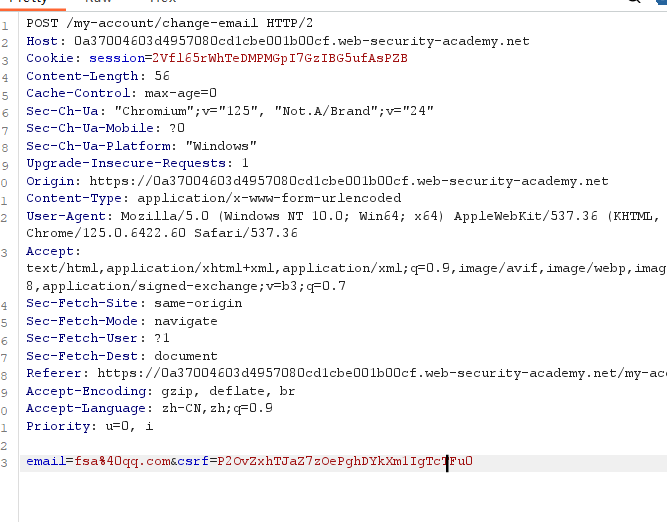 Pretty Raw Hex
1 POST /my-account/change-email HTTP/2
2 Host: 0a37004603d4957080cd1cbe001b00cf.web-security-academy.net
3 Cookie: session=2Vfl65rWhTeDMPMGpI7GzIBG5ufAsPZB
4 Content-Length: 56
5 Cache-Control: max-age=0
6 Sec-Ch-Ua: "Chromium";v="125", "Not.A/Brand";v="24"
7 Sec-Ch-Ua-Mobile: ?0
8 Sec-Ch-Ua-Platform: "Windows"
9 Upgrade-Insecure-Requests: 1
0 Origin: https://0a37004603d4957080cd1cbe001b00cf.web-security-academy.net
1 Content-Type: application/x-www-form-urlencoded
2 User-Agent: Mozilla/5.0 (Windows NT 10.0; Win64; x64) AppleWebKit/537.36 (KHTML,
Chrome/125.0.6422.60 Safari/537.36
3 Accept:
text/html,application/xhtml+xml,application/xml;q=0.9,image/avif,image/webp,imag
8,application/signed-exchange;v=b3;q=0.7
4 Sec-Fetch-Site: same-origin
5 Sec-Fetch-Mode: navigate
6 Sec-Fetch-User: ?1
7 Sec-Fetch-Dest: document
8 Referer: https://0a37004603d4957080cd1cbe001b00cf.web-security-academy.net/my-acc
9 Accept-Encoding: gzip, deflate, br
0 Accept-Language: zh-CN,zh;q=0.9
1 Priority: u=0, i
2
3 email=fsa%40qq.com&csrf=P2OvZxhTJaZ7zOePghDYkXm1IgTcTFu0